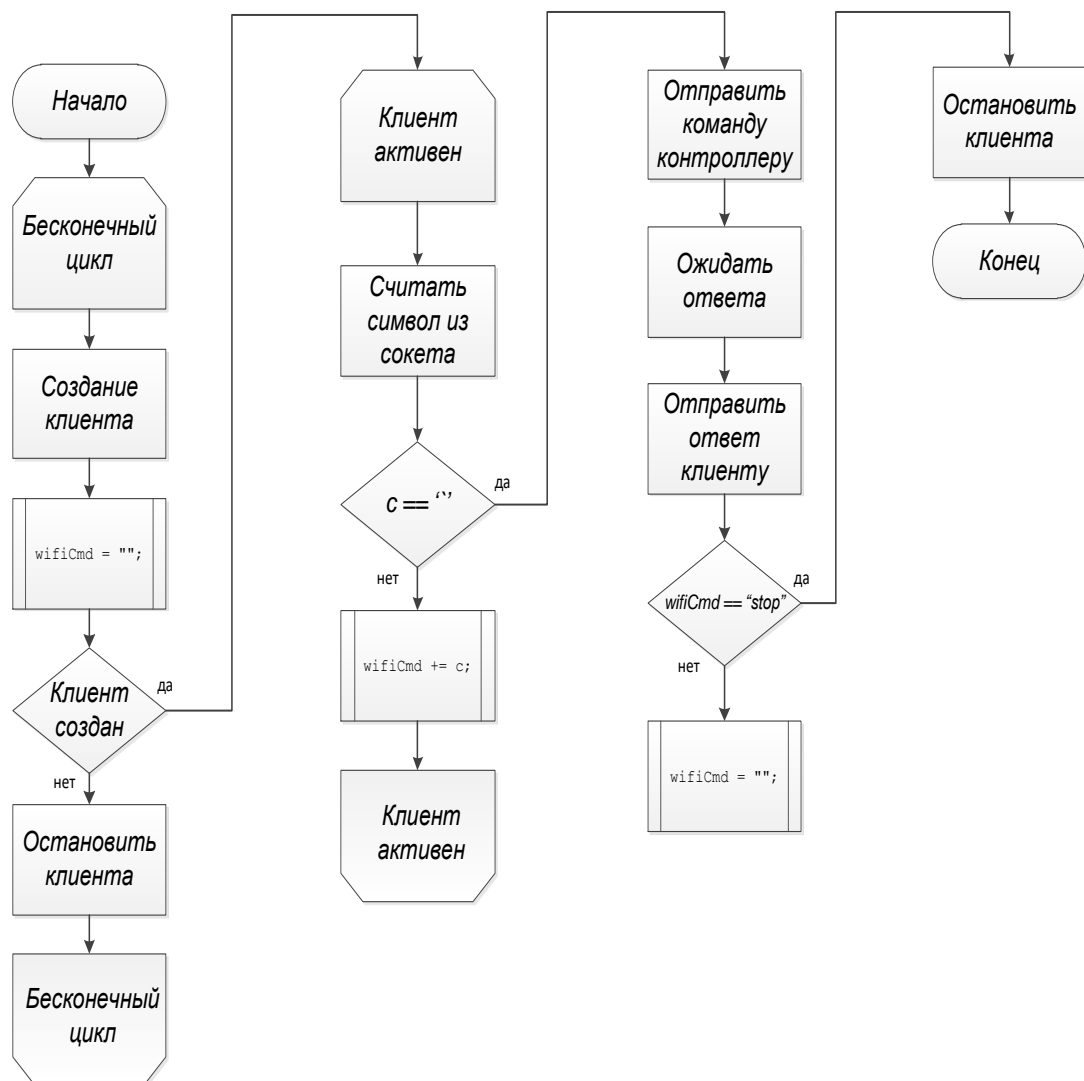 Начало
Бесконечный
цикл
Создание
клиента
wifiCmd = "";
Клиент
создан
да
нет
Остановить
клиента
Бесконечный
цикл
Клиент
активен
Считать
символ из
сокета
c == ‘`’
да
нет
wifiCmd += c;
Клиент
активен
Отправить
команду
контроллеру
Ожидать
ответа
Отправить
ответ
клиенту
wifiCmd == “stop”
да
нет
wifiCmd = "";
Остановить
клиента
Конец